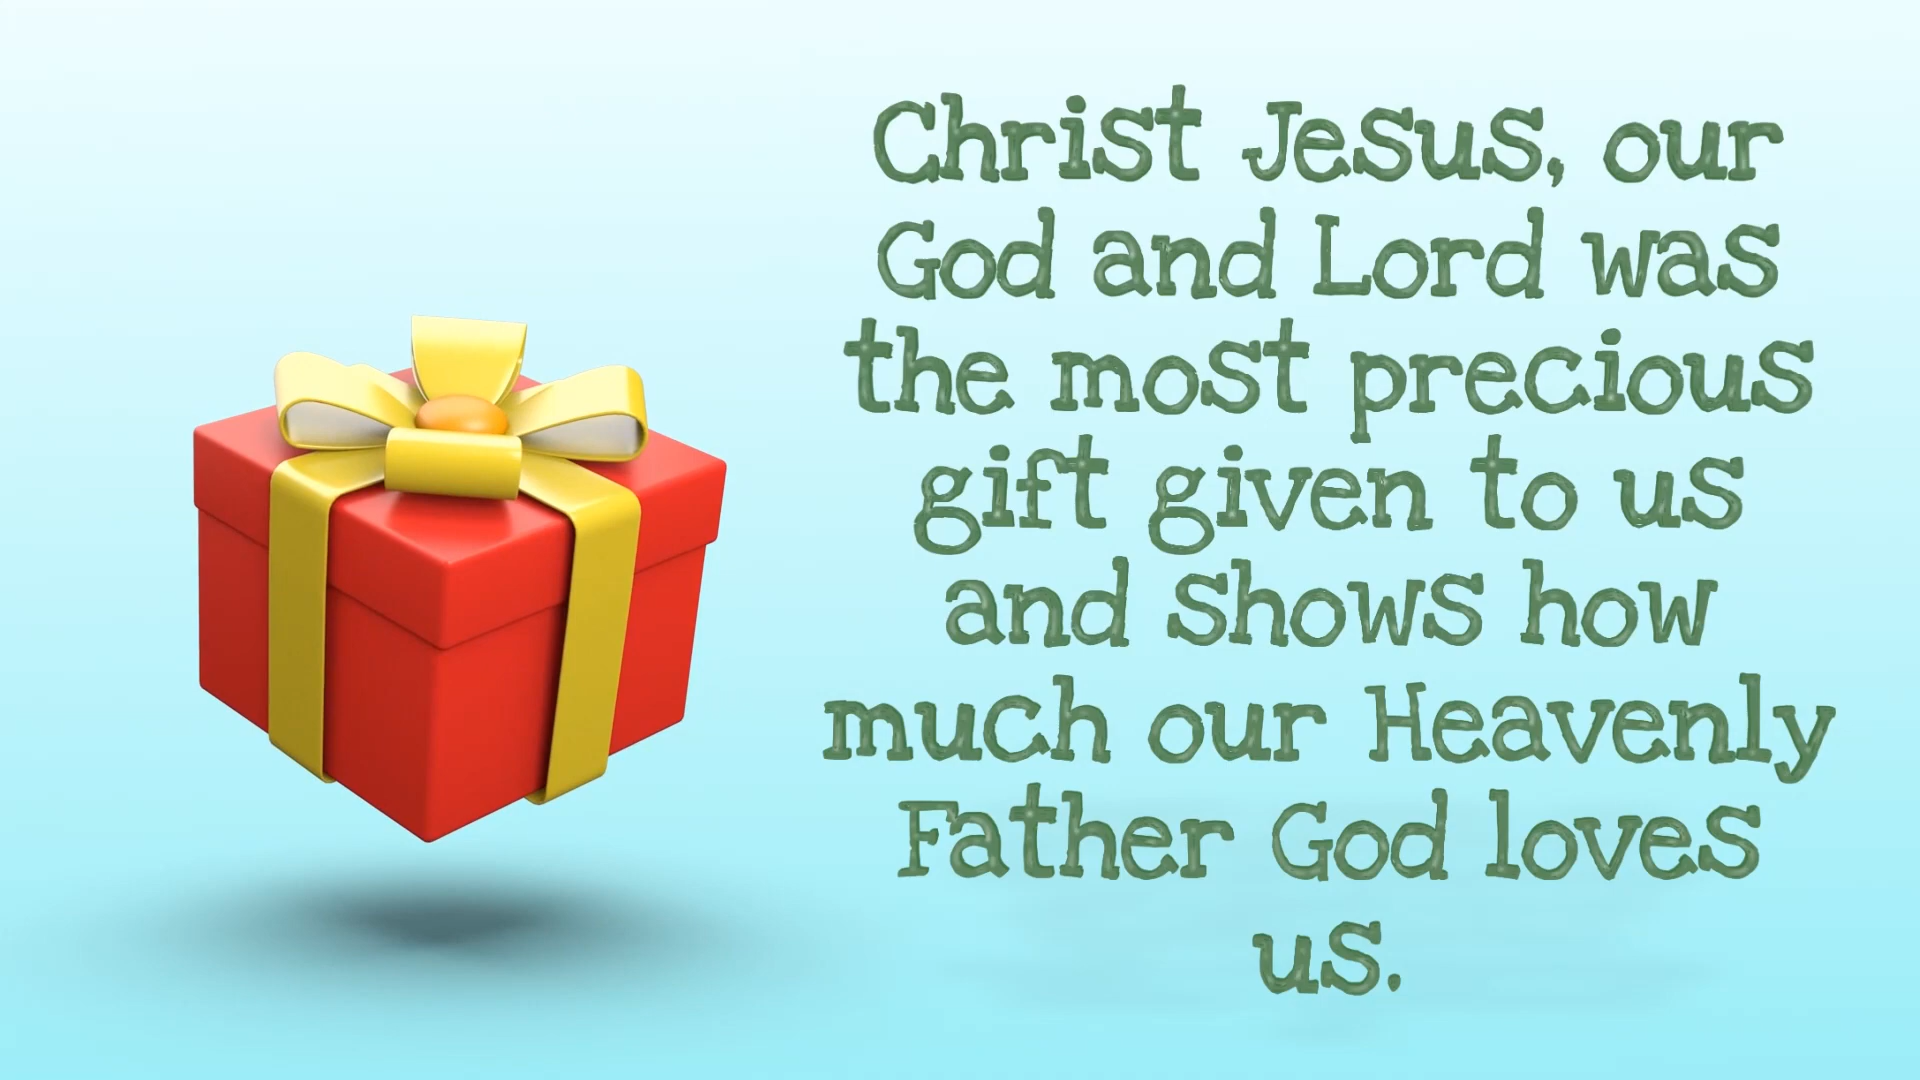 Christ Jesus, our
God and Lord was
the most precious
gift given to us
and shows how
much our Heavenly
Father God loves
us.